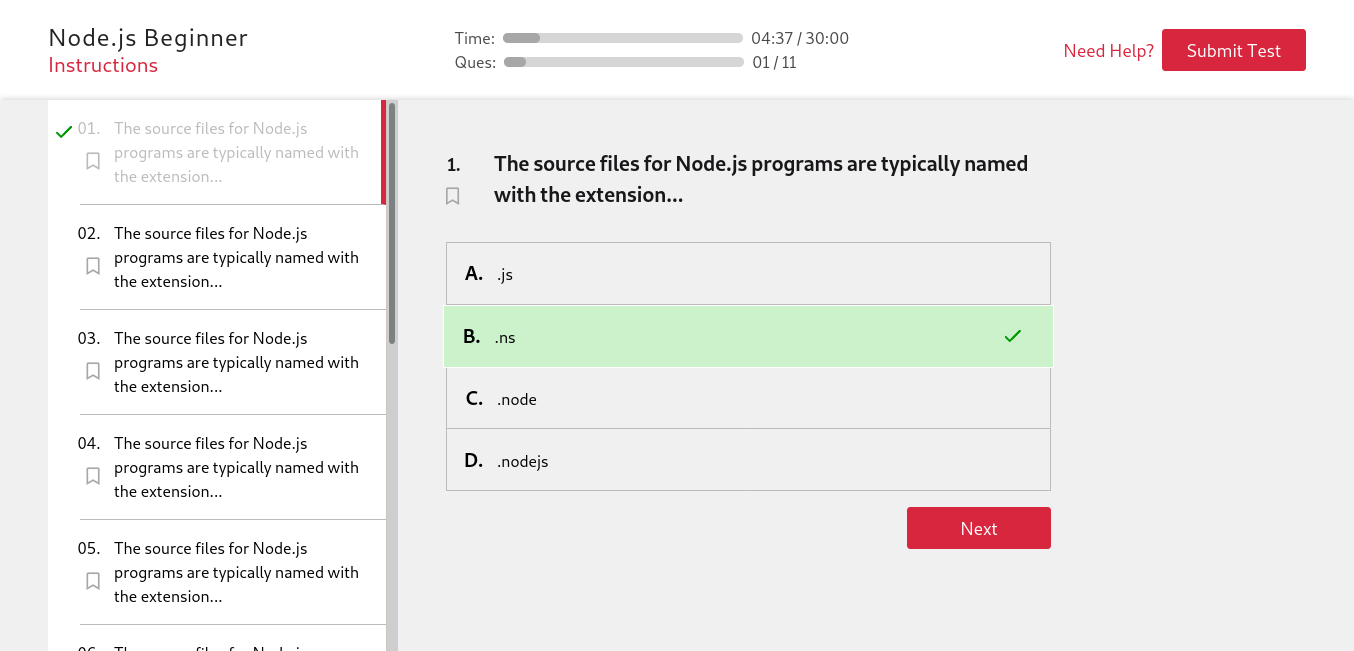 Node.js Beginner
Instructions
Time: 04:37 / 30:00
Ques: 01 / 11
Need Help?
Submit Test
01. The source files for Node.js
programs are typically named with
the extension...
02. The source files for Node.js
programs are typically named with
the extension...
03. The source files for Node.js
programs are typically named with
the extension...
04. The source files for Node.js
programs are typically named with
the extension...
05. The source files for Node.js
programs are typically named with
the extension...
1. The source files for Node.js programs are typically named
with the extension...
A. .js
B. .ns
C. .node
D. .nodejs
Next